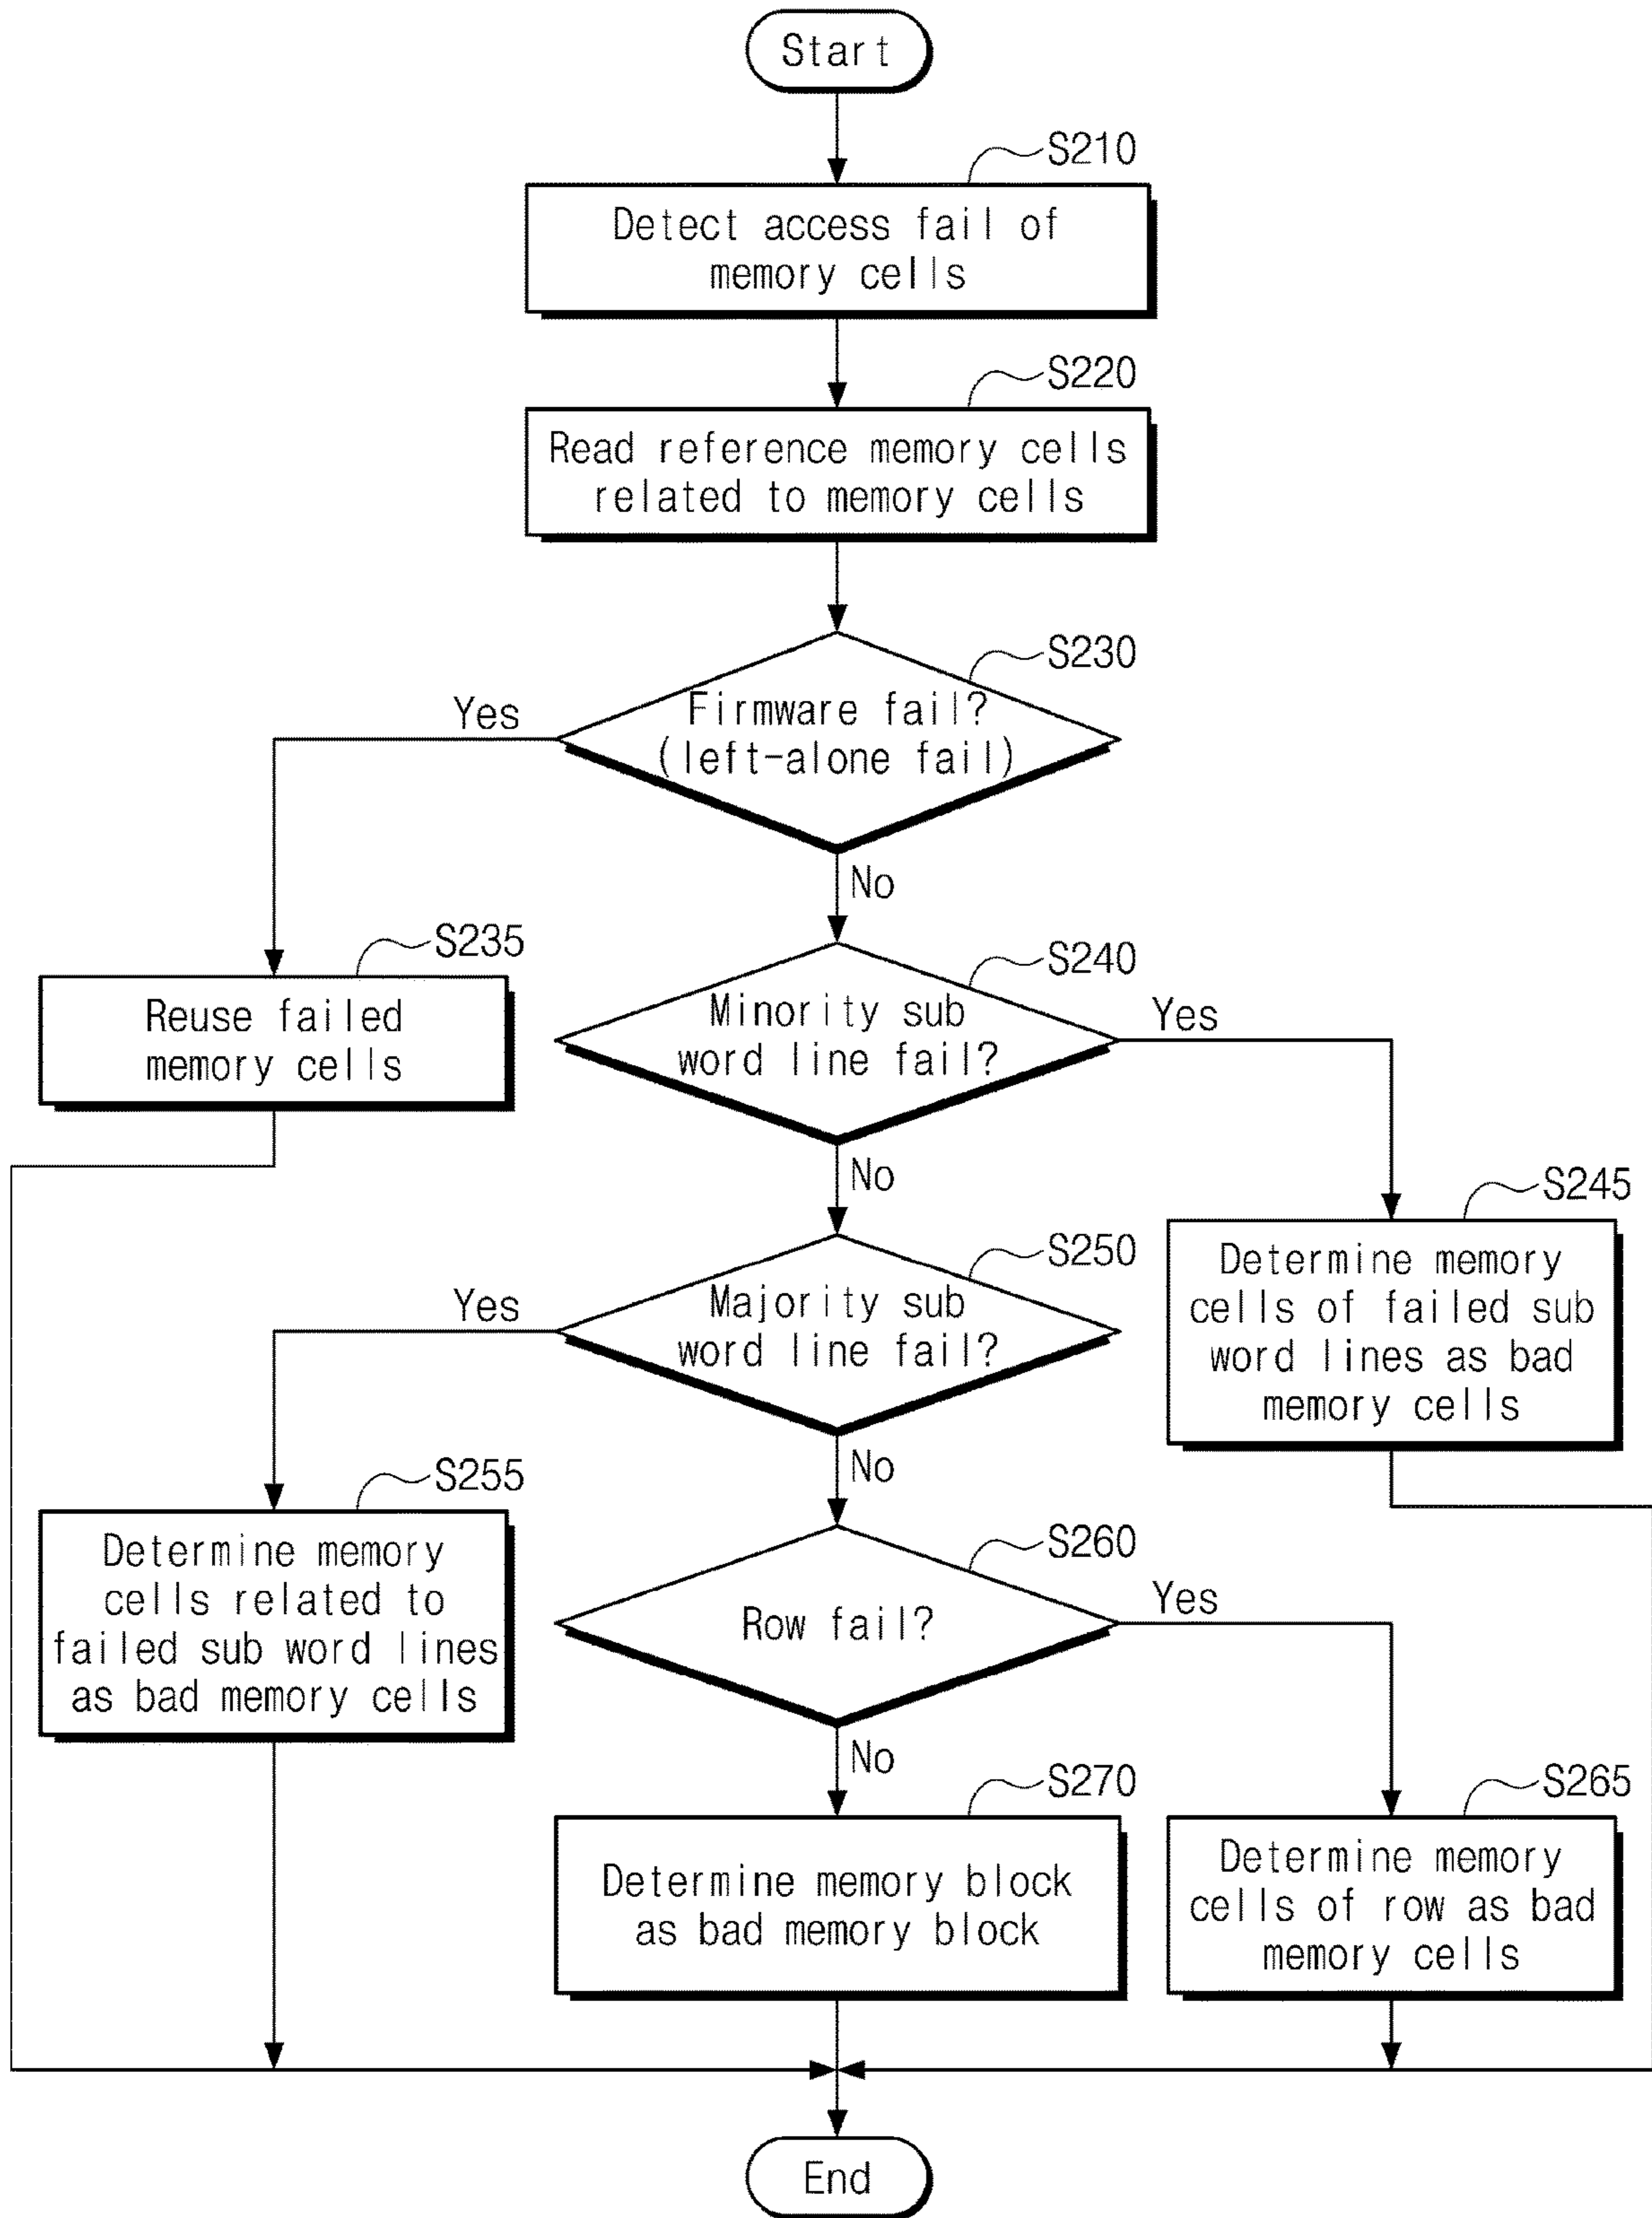 Start
S210
Detect access fail of
memory cells
S220
Read reference memory cells
related to memory cells
S230
Firmware fail?
(left-alone fail)
Yes
No
S235
Reuse failed
memory cells
S240
Minority sub
word line fail?
Yes
No
S245
Determine memory
cells of failed sub
word lines as bad
memory cells
S250
Majority sub
word line fail?
Yes
No
S255
Determine memory
cells related to
failed sub word lines
as bad memory cells
S260
Row fail?
Yes
No
S270
Determine memory block
as bad memory block
S265
Determine memory
cells of row as bad
memory cells
End